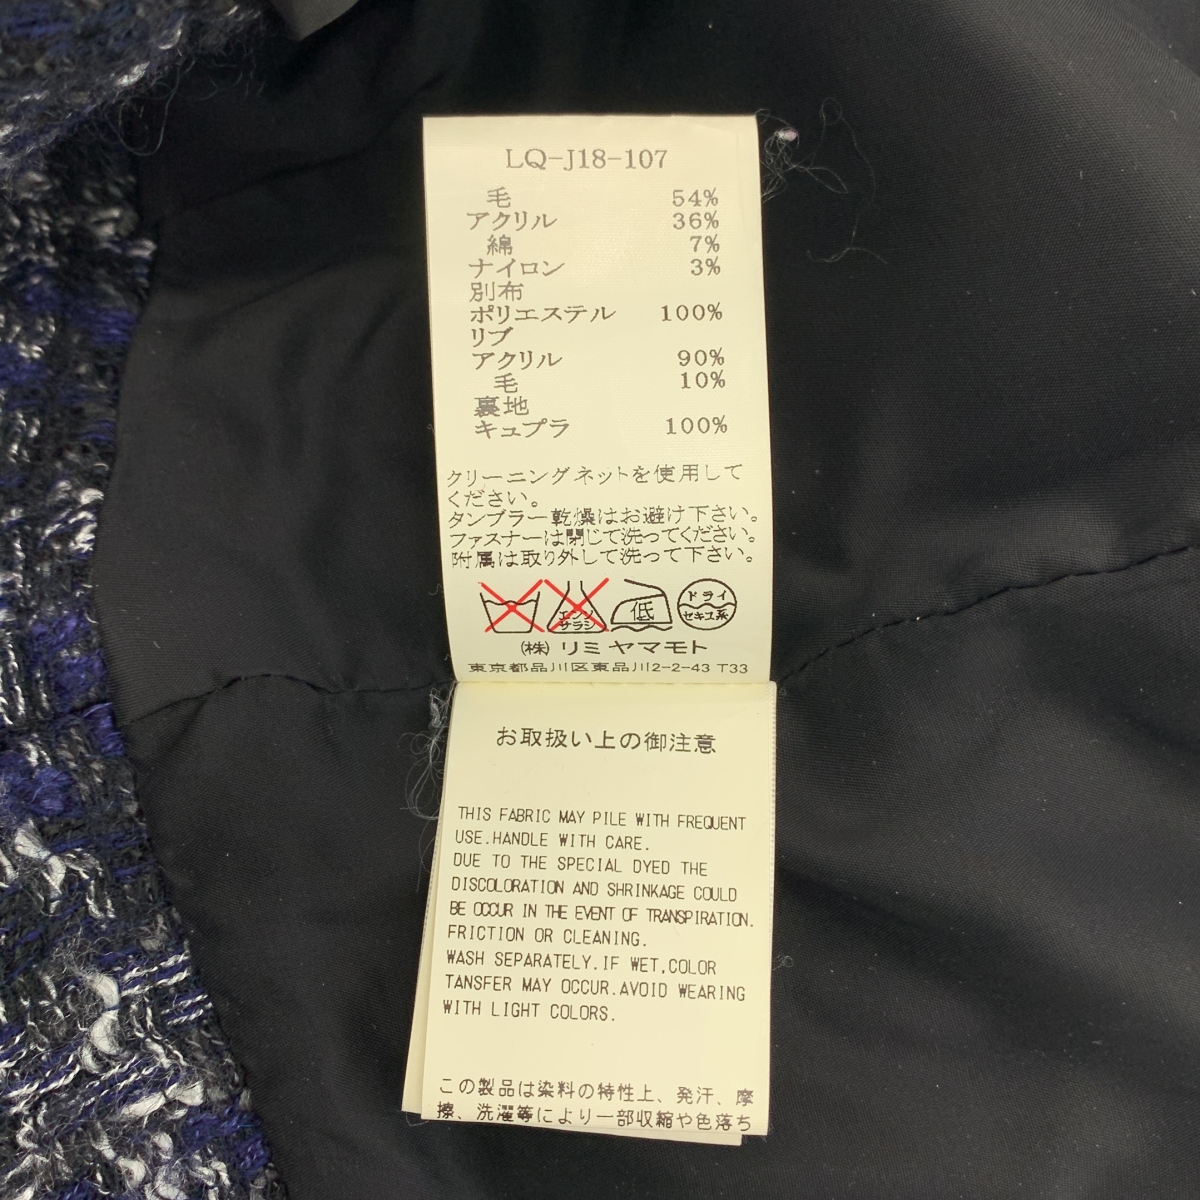 LQ-J18-107
毛 54%
アクリル 36%
綿 7%
ナイロン 3%
別布
ポリエステル 100%
リブ
アクリル 90%
毛 10%
裏地
キュプラ 100%
クリーニングネットを使用して
ください。
タンブラー乾燥はお避け下さい。
ファスナーは閉じて洗ってください。
附属は取り外して洗って下さい。
エンソ
サラシ
低
ドライ
セキユ系
(株) リミヤマモト
東京都品川区東品川2-2-43 T33
お取扱い上の御注意
THIS FABRIC MAY PILE WITH FREQUENT
USE.HANDLE WITH CARE.
DUE TO THE SPECIAL DYED THE
DISCOLORATION AND SHRINKAGE COULD
BE OCCUR IN THE EVENT OF TRANSPIRATION.
FRICTION OR CLEANING.
WASH SEPARATELY.IF WET,COLOR
TANSFER MAY OCCUR.AVOID WEARING
WITH LIGHT COLORS.
この製品は染料の特性上、発汗、摩
擦、洗濯等により一部収縮や色落ち